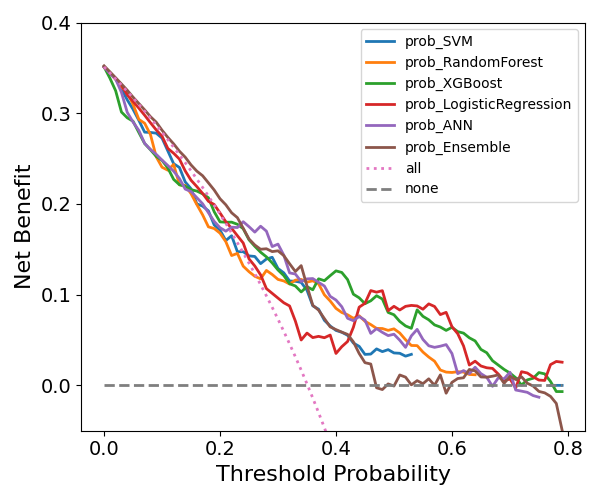 0.4
0.3
0.2
0.1
0.0
Net Benefit
prob_SVM
prob_RandomForest
prob_XGBoost
prob_LogisticRegression
prob_ANN
prob_Ensemble
all
none
0.0 0.2 0.4 0.6 0.8
Threshold Probability